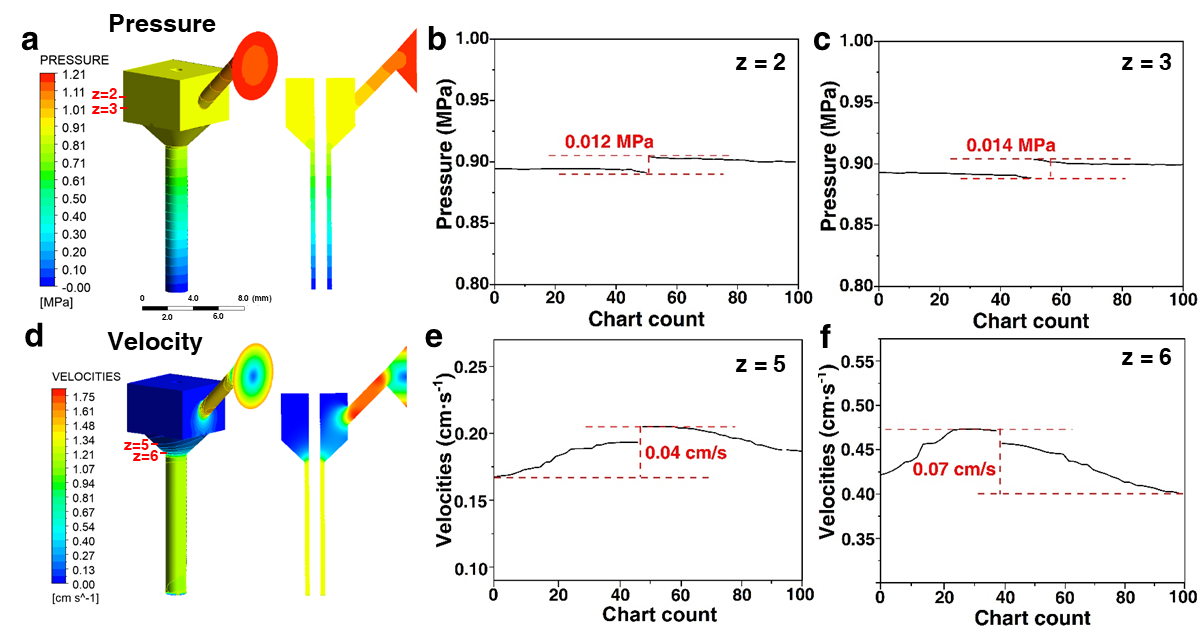 a
Pressure
PRESSURE
1.21
1.11
1.01
0.91
0.81
0.71
0.61
0.50
0.40
0.30
0.20
0.10
-0.00
[MPa]
z=2
z=3
0 4.0 8.0 (mm)
2.0 6.0
b
z = 2
Pressure (MPa)
1.00
0.95
0.90
0.85
0.80
0.012 MPa
0 20 40 60 80 100
Chart count
c
z = 3
Pressure (MPa)
1.00
0.95
0.90
0.85
0.80
0.014 MPa
0 20 40 60 80 100
Chart count
d
Velocity
VELOCITIES
1.75
1.61
1.48
1.34
1.21
1.07
0.94
0.81
0.67
0.54
0.40
0.27
0.13
0.00
[cm s^-1]
z=5
z=6
e
z = 5
Velocities (cm·s⁻¹)
0.25
0.20
0.15
0.10
0.04 cm/s
0 20 40 60 80 100
Chart count
f
z = 6
Velocities (cm·s⁻¹)
0.55
0.50
0.45
0.40
0.35
0.07 cm/s
0 20 40 60 80 100
Chart count